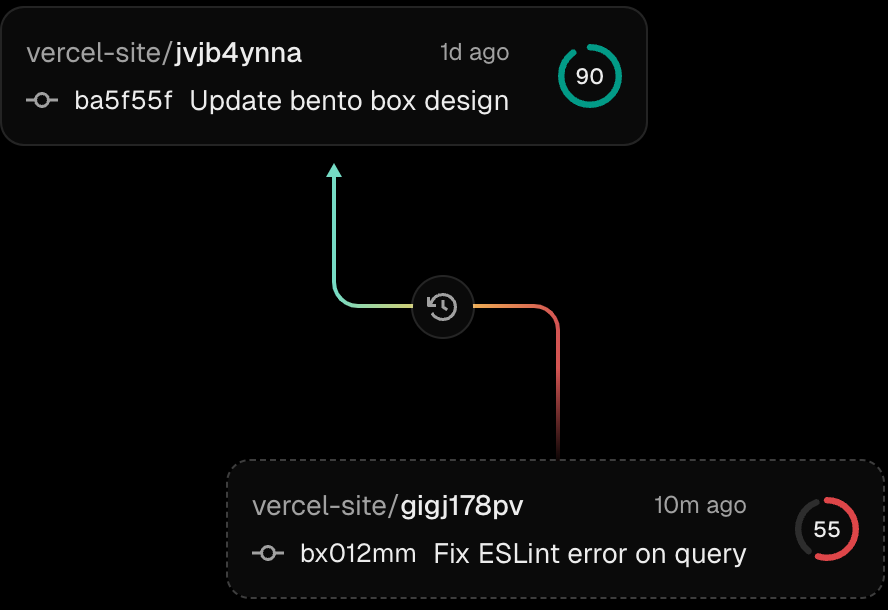 vercel-site/jvjb4ynna 1d ago
90
ba5f55f Update bento box design
vercel-site/gigj178pv 10m ago
55
bx012mm Fix ESLint error on query